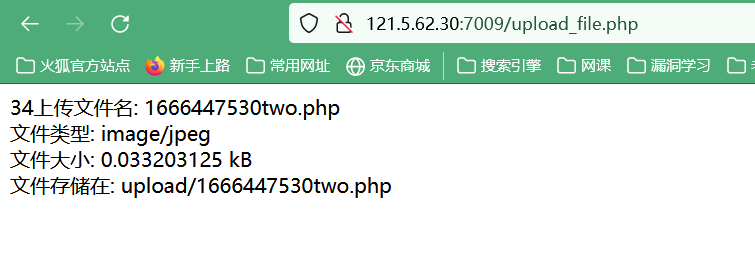 121.5.62.30:7009/upload_file.php
火狐官方站点 新手上路 常用网址 京东商城 搜索引擎 网课 漏洞学习
34上传文件名: 1666447530two.php
文件类型: image/jpeg
文件大小: 0.033203125 kB
文件存储在: upload/1666447530two.php